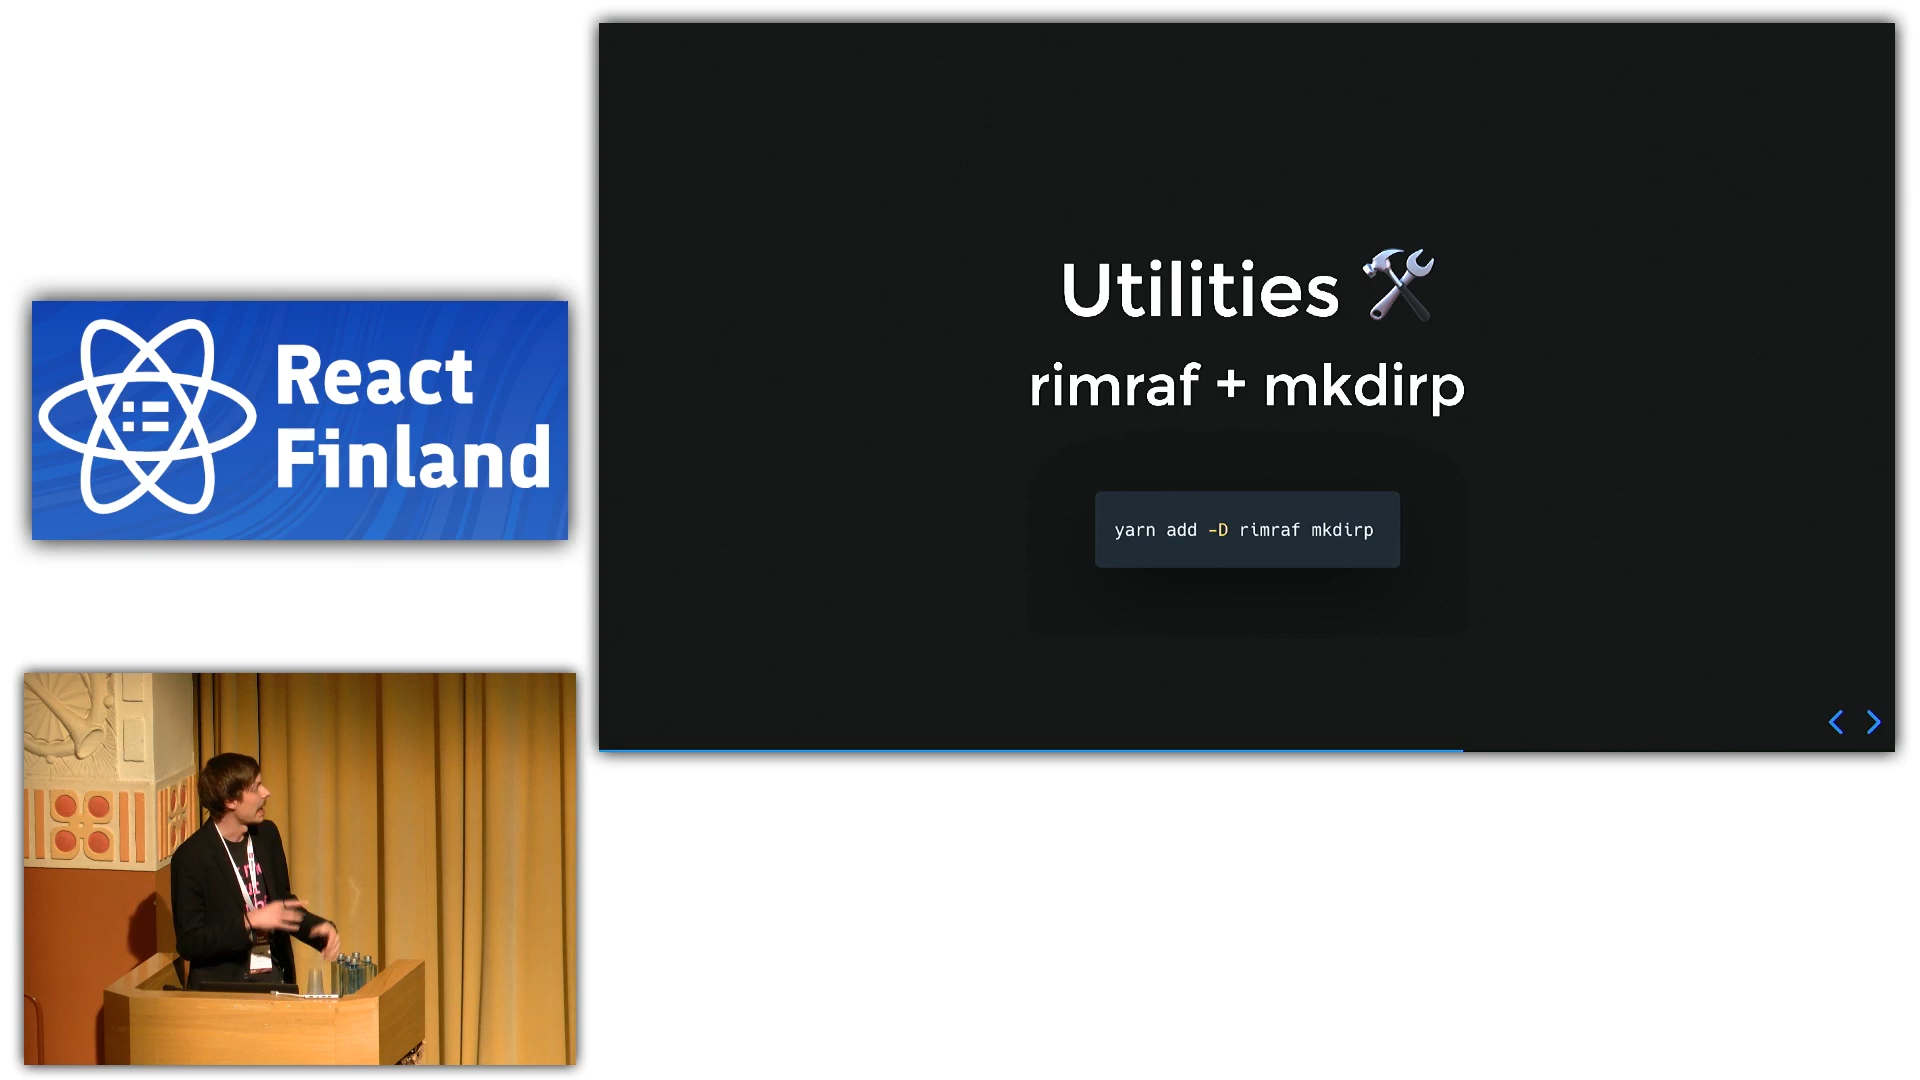 React
Finland
Utilities 🛠
rimraf + mkdirp
yarn add -D rimraf mkdirp